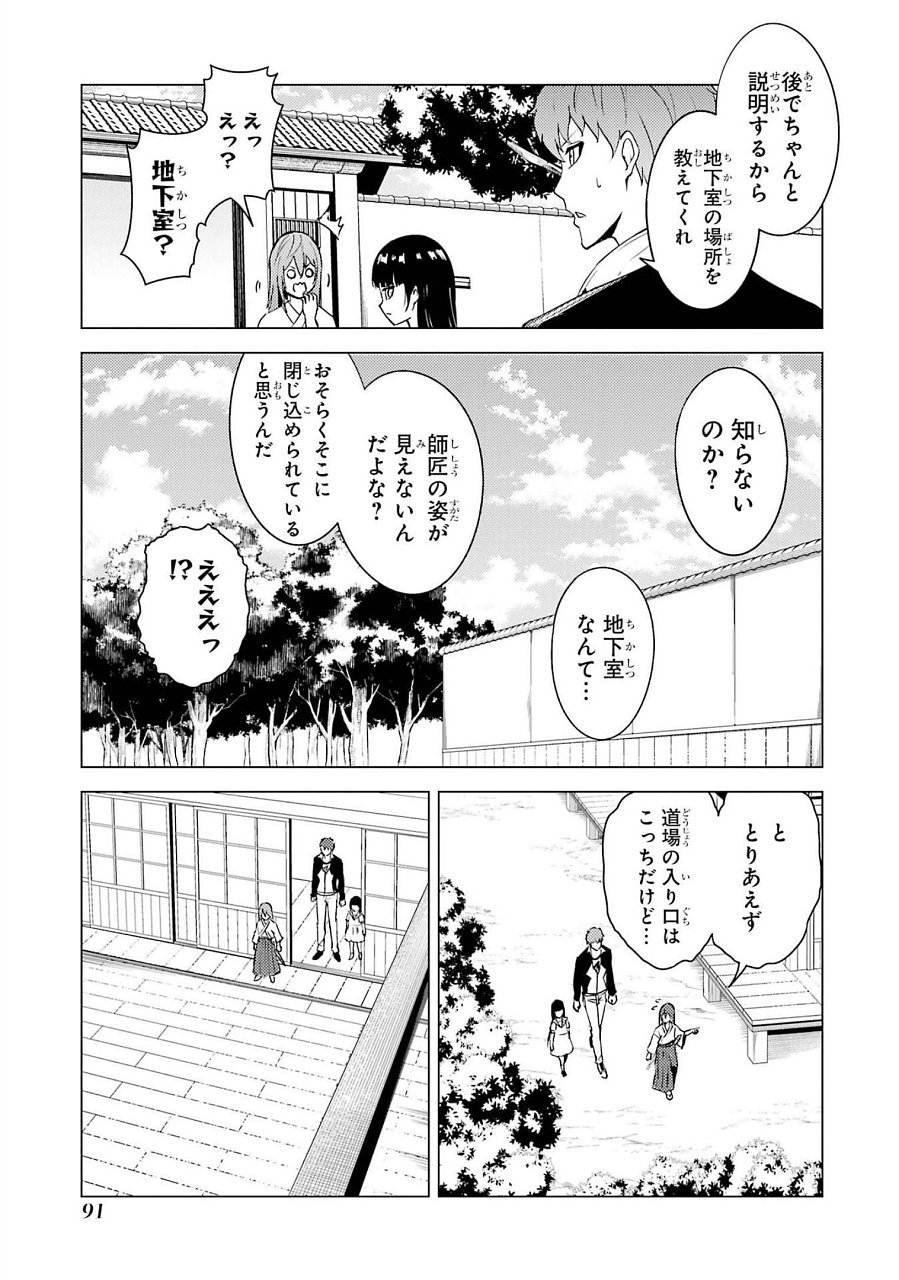 後でちゃんと
説明するから
地下室の場所を
教えてくれ
えっ
えっ?
地下室?
知らない
のか?
地下室
なんて…
師匠の姿が
見えないん
だよな?
おそらくそこに
閉じ込められている
と思うんだ
えええっ
!?
と
とりあえず
道場の入り口は
こっちだけど…
91